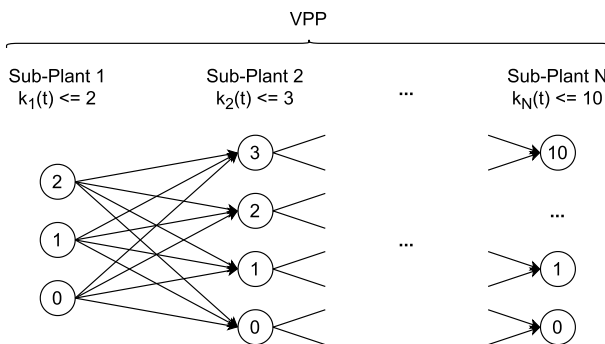 VPP
Sub-Plant 1 Sub-Plant 2 ... Sub-Plant N
k₁(t) <= 2 k₂(t) <= 3 k_N(t) <= 10
3 10
2
2 ...
1
1 ... 1
0
0 0